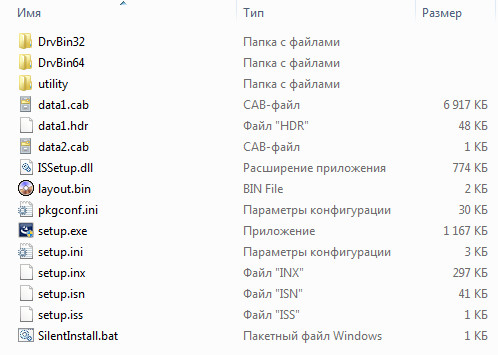 Имя Тип Размер
DrvBin32 Папка с файлами
DrvBin64 Папка с файлами
utility Папка с файлами
data1.cab CAB-файл 6 917 КБ
data1.hdr Файл "HDR" 48 КБ
data2.cab CAB-файл 1 КБ
ISSetup.dll Расширение приложения 774 КБ
layout.bin BIN File 2 КБ
pkgconf.ini Параметры конфигурации 30 КБ
setup.exe Приложение 1 167 КБ
setup.ini Параметры конфигурации 3 КБ
setup.inx Файл "INX" 297 КБ
setup.isn Файл "ISN" 41 КБ
setup.iss Файл "ISS" 1 КБ
SilentInstall.bat Пакетный файл Windows 1 КБ